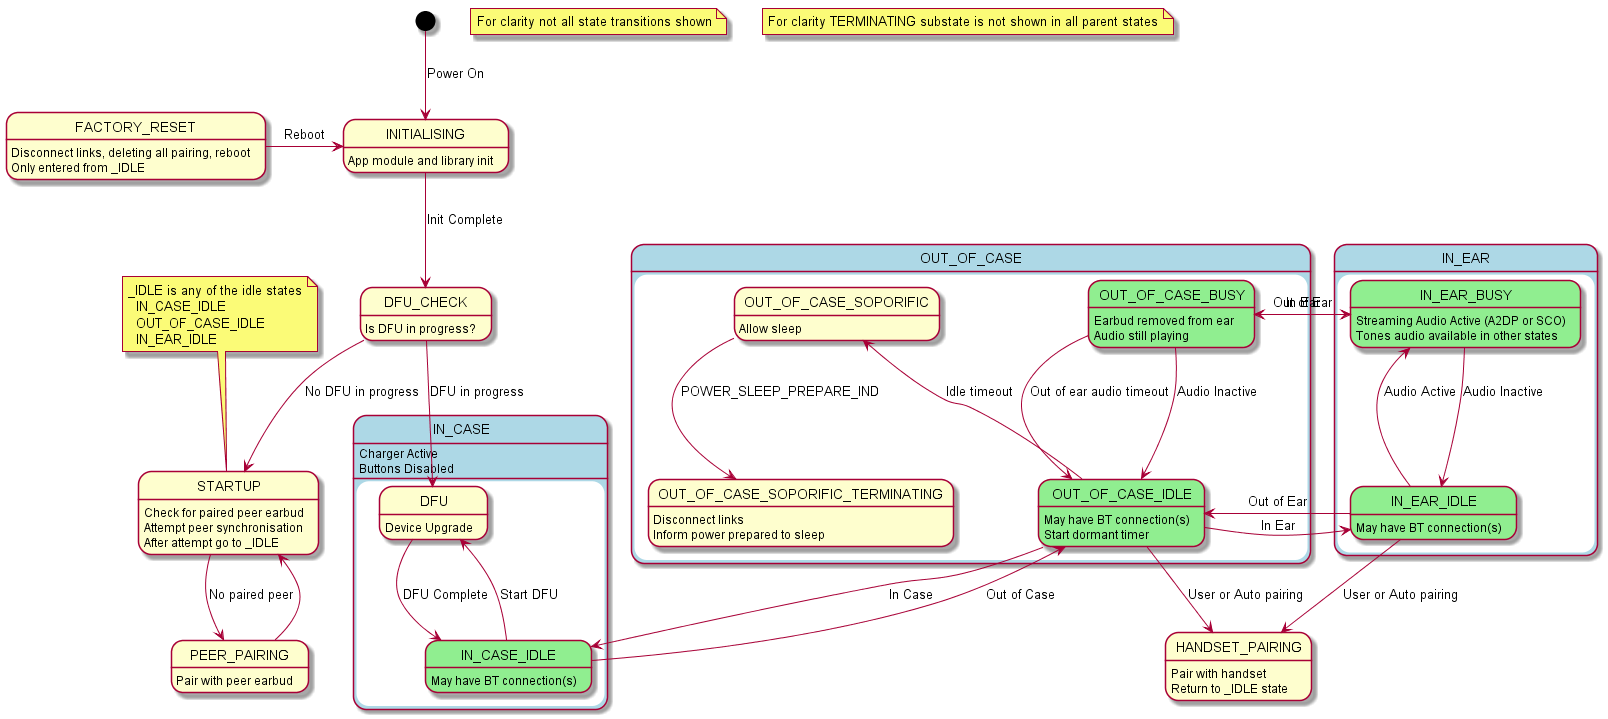 For clarity not all state transitions shown
For clarity TERMINATING substate is not shown in all parent states
Power On
FACTORY_RESET
Disconnect links, deleting all pairing, reboot
Only entered from _IDLE
Reboot
INITIALISING
App module and library init
Init Complete
_IDLE is any of the idle states
IN_CASE_IDLE
OUT_OF_CASE_IDLE
IN_EAR_IDLE
DFU_CHECK
Is DFU in progress?
No DFU in progress
DFU in progress
OUT_OF_CASE
OUT_OF_CASE_SOPORIFIC
Allow sleep
OUT_OF_CASE_BUSY
Earbud removed from ear
Audio still playing
Out of Ear
In Ear
IN_EAR
IN_EAR_BUSY
Streaming Audio Active (A2DP or SCO)
Tones audio available in other states
POWER_SLEEP_PREPARE_IND
Idle timeout
Out of ear audio timeout
Audio Inactive
Audio Active
Audio Inactive
IN_CASE
Charger Active
Buttons Disabled
STARTUP
Check for paired peer earbud
Attempt peer synchronisation
After attempt go to _IDLE
DFU
Device Upgrade
OUT_OF_CASE_SOPORIFIC_TERMINATING
Disconnect links
Inform power prepared to sleep
OUT_OF_CASE_IDLE
May have BT connection(s)
Start dormant timer
Out of Ear
In Ear
IN_EAR_IDLE
May have BT connection(s)
No paired peer
DFU Complete
Start DFU
In Case
Out of Case
User or Auto pairing
User or Auto pairing
PEER_PAIRING
Pair with peer earbud
IN_CASE_IDLE
May have BT connection(s)
HANDSET_PAIRING
Pair with handset
Return to _IDLE state